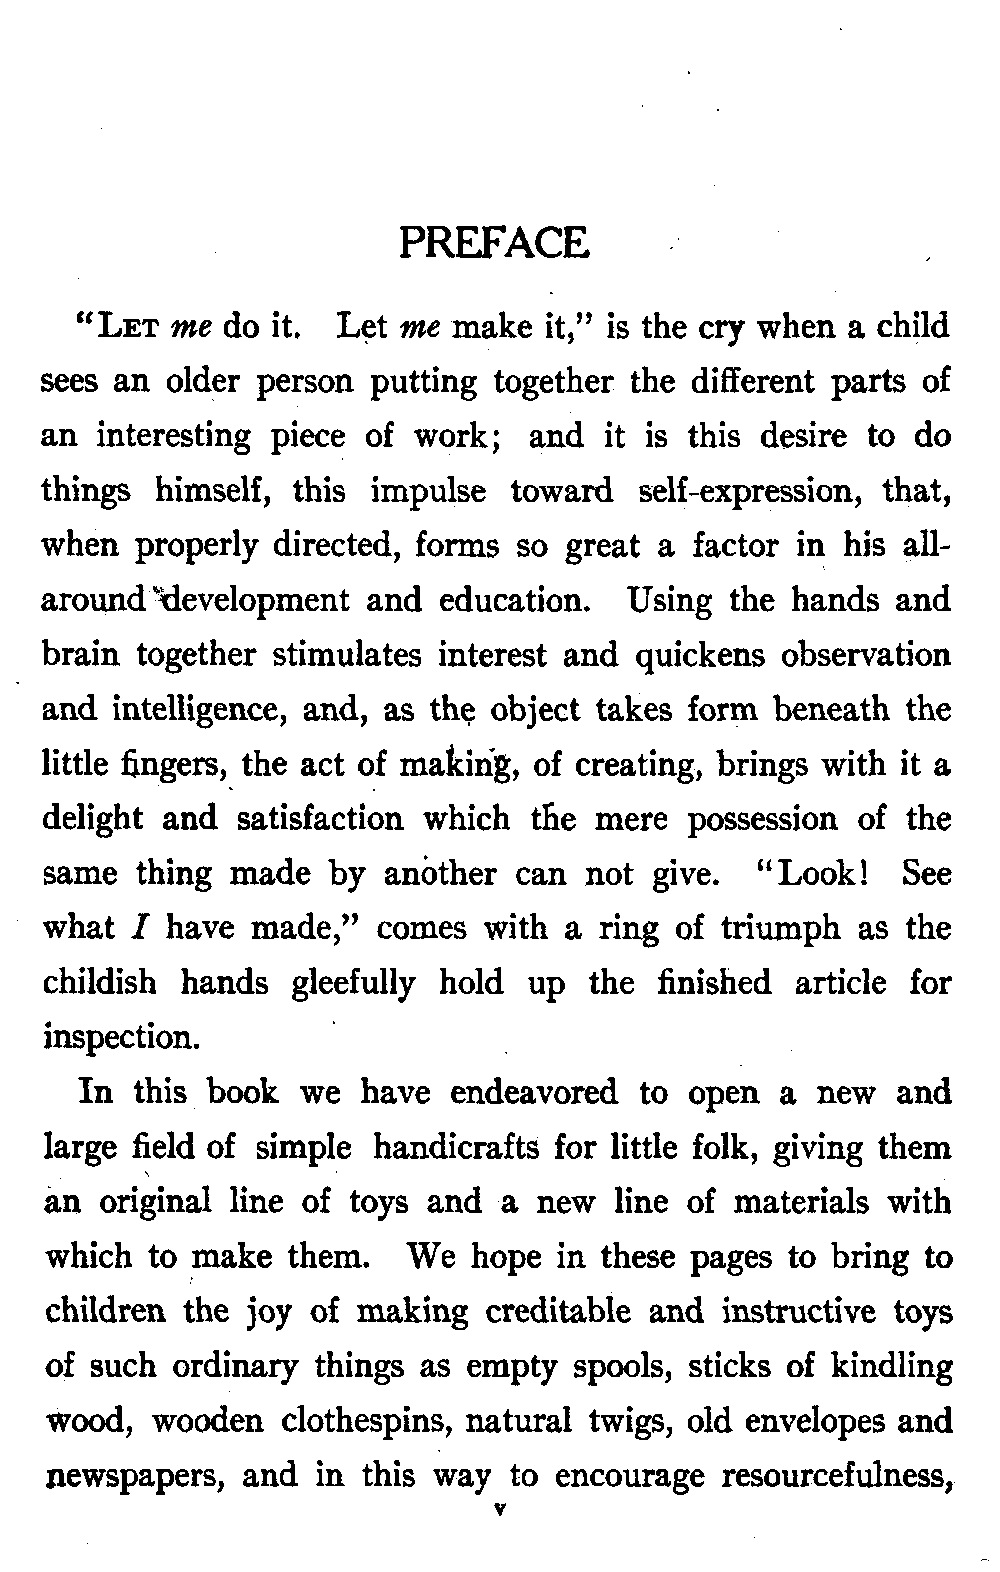 PREFACE
"LET me do it. Let me make it," is the cry when a child
sees an older person putting together the different parts of
an interesting piece of work; and it is this desire to do
things himself, this impulse toward self-expression, that,
when properly directed, forms so great a factor in his all-
around development and education. Using the hands and
brain together stimulates interest and quickens observation
and intelligence, and, as the object takes form beneath the
little fingers, the act of making, of creating, brings with it a
delight and satisfaction which the mere possession of the
same thing made by another can not give. "Look! See
what I have made," comes with a ring of triumph as the
childish hands gleefully hold up the finished article for
inspection.
In this book we have endeavored to open a new and
large field of simple handicrafts for little folk, giving them
an original line of toys and a new line of materials with
which to make them. We hope in these pages to bring to
children the joy of making creditable and instructive toys
of such ordinary things as empty spools, sticks of kindling
wood, wooden clothespins, natural twigs, old envelopes and
newspapers, and in this way to encourage resourcefulness,
v